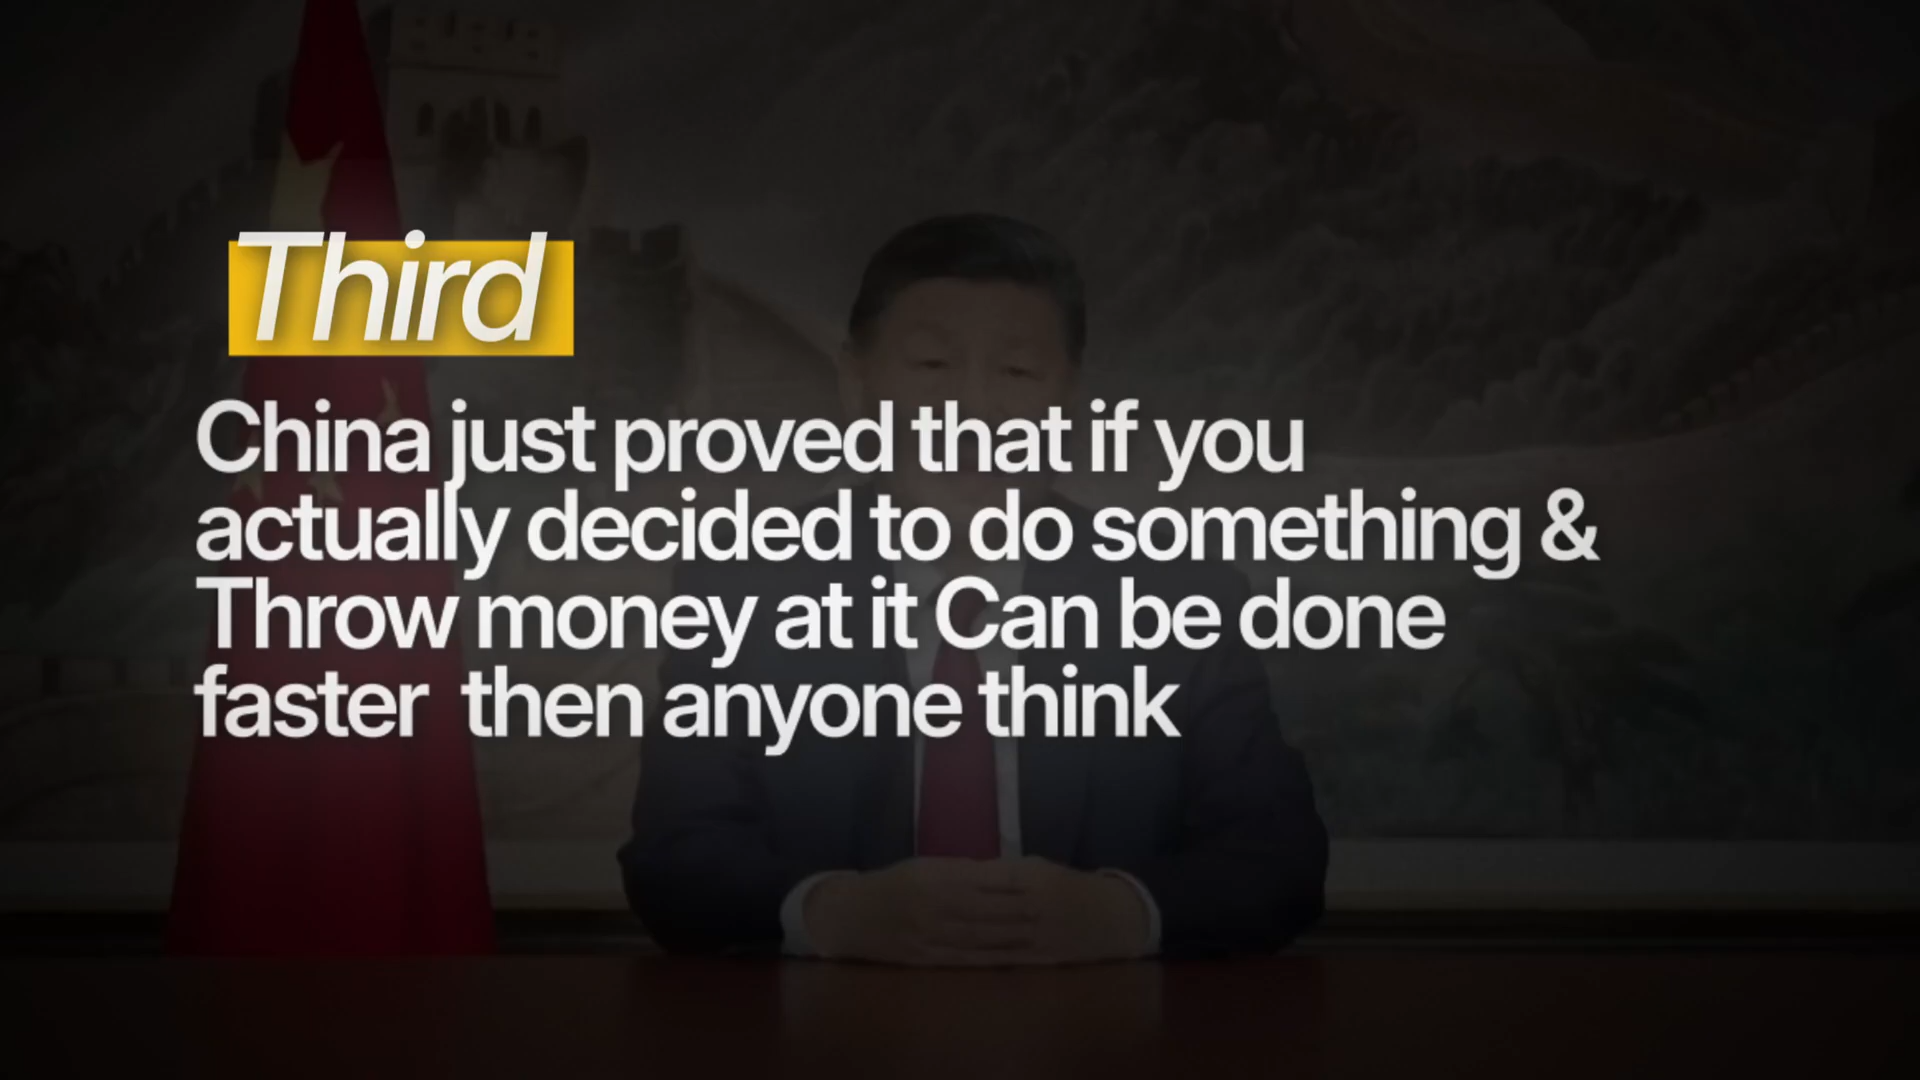 Third
China just proved that if you
actually decided to do something &
Throw money at it Can be done
faster  then anyone think